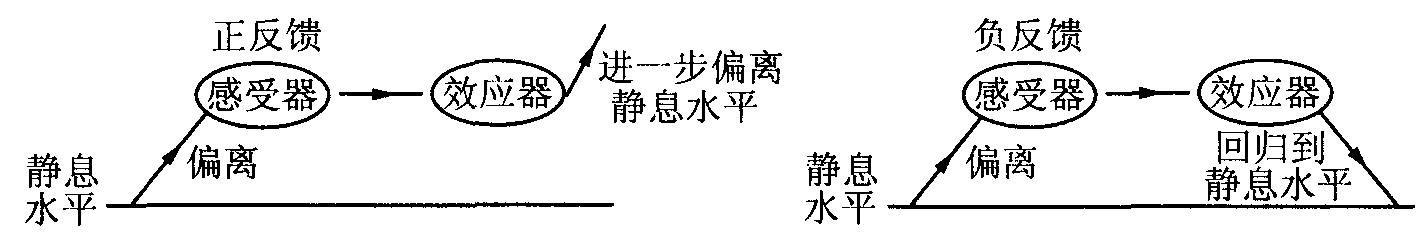 正反馈
感受器
效应器
进一步偏离
静息水平
偏离
静息
水平
负反馈
感受器
效应器
回归到
静息水平
偏离
静息
水平